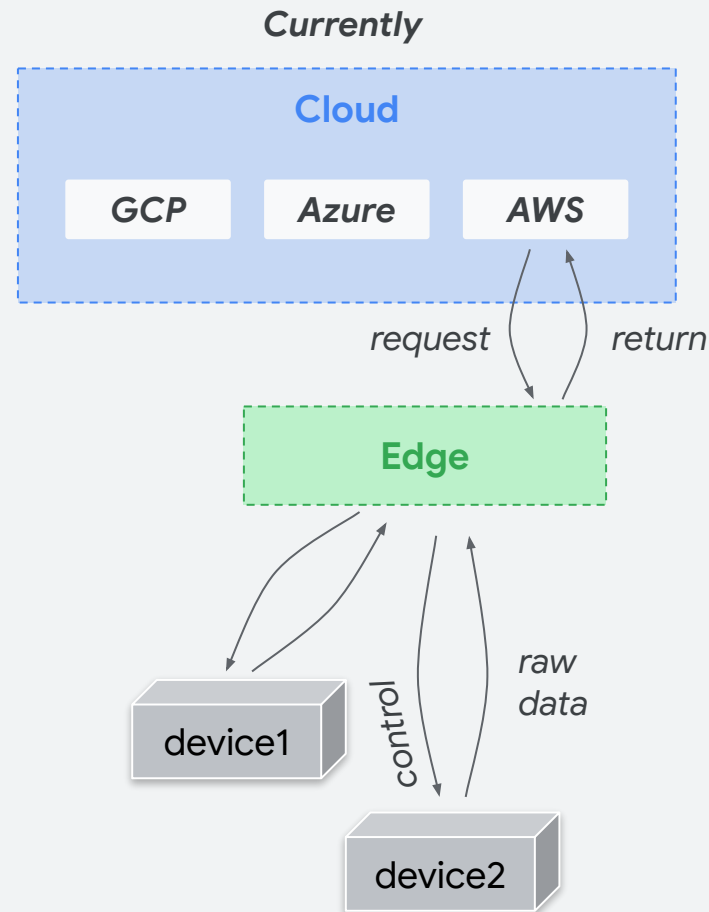 Currently
Cloud
GCP
Azure
AWS
request
return
Edge
raw
data
control
device1
device2